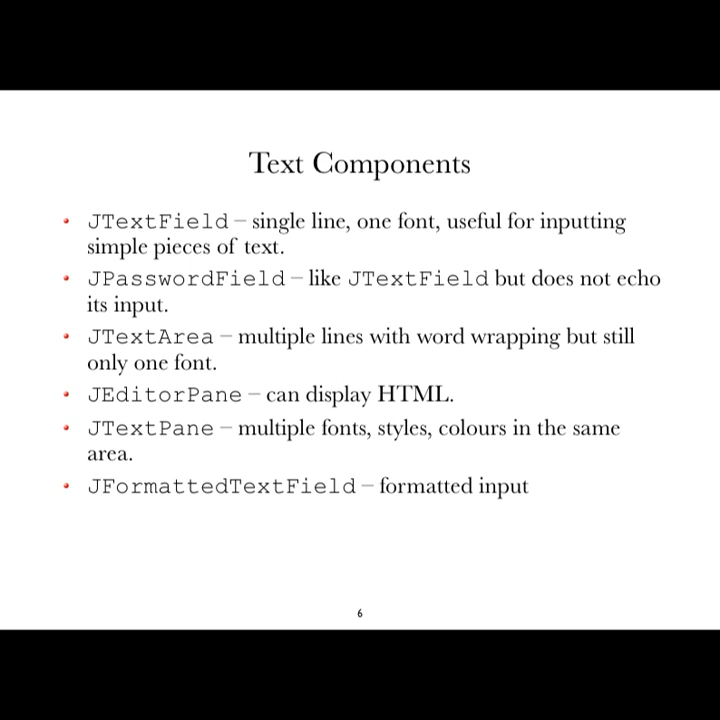 Text Components
• JTextField – single line, one font, useful for inputting
simple pieces of text.
• JPasswordField – like JTextField but does not echo
its input.
• JTextArea – multiple lines with word wrapping but still
only one font.
• JEditorPane – can display HTML.
• JTextPane – multiple fonts, styles, colours in the same
area.
• JFormattedTextField – formatted input
6